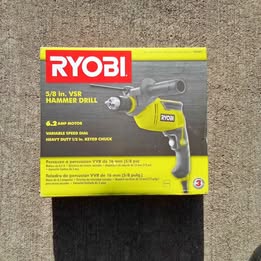 RYOBI
5/8 in. VSR
HAMMER DRILL
6.2 AMP MOTOR
VARIABLE SPEED DIAL
HEAVY DUTY 1/2 in. KEYED CHUCK
Perceuse à percussion VVR de 16 mm (5/8 po)
Taladro de percusión VVR de 16 mm (5/8 pulg.)
RYOBI
3